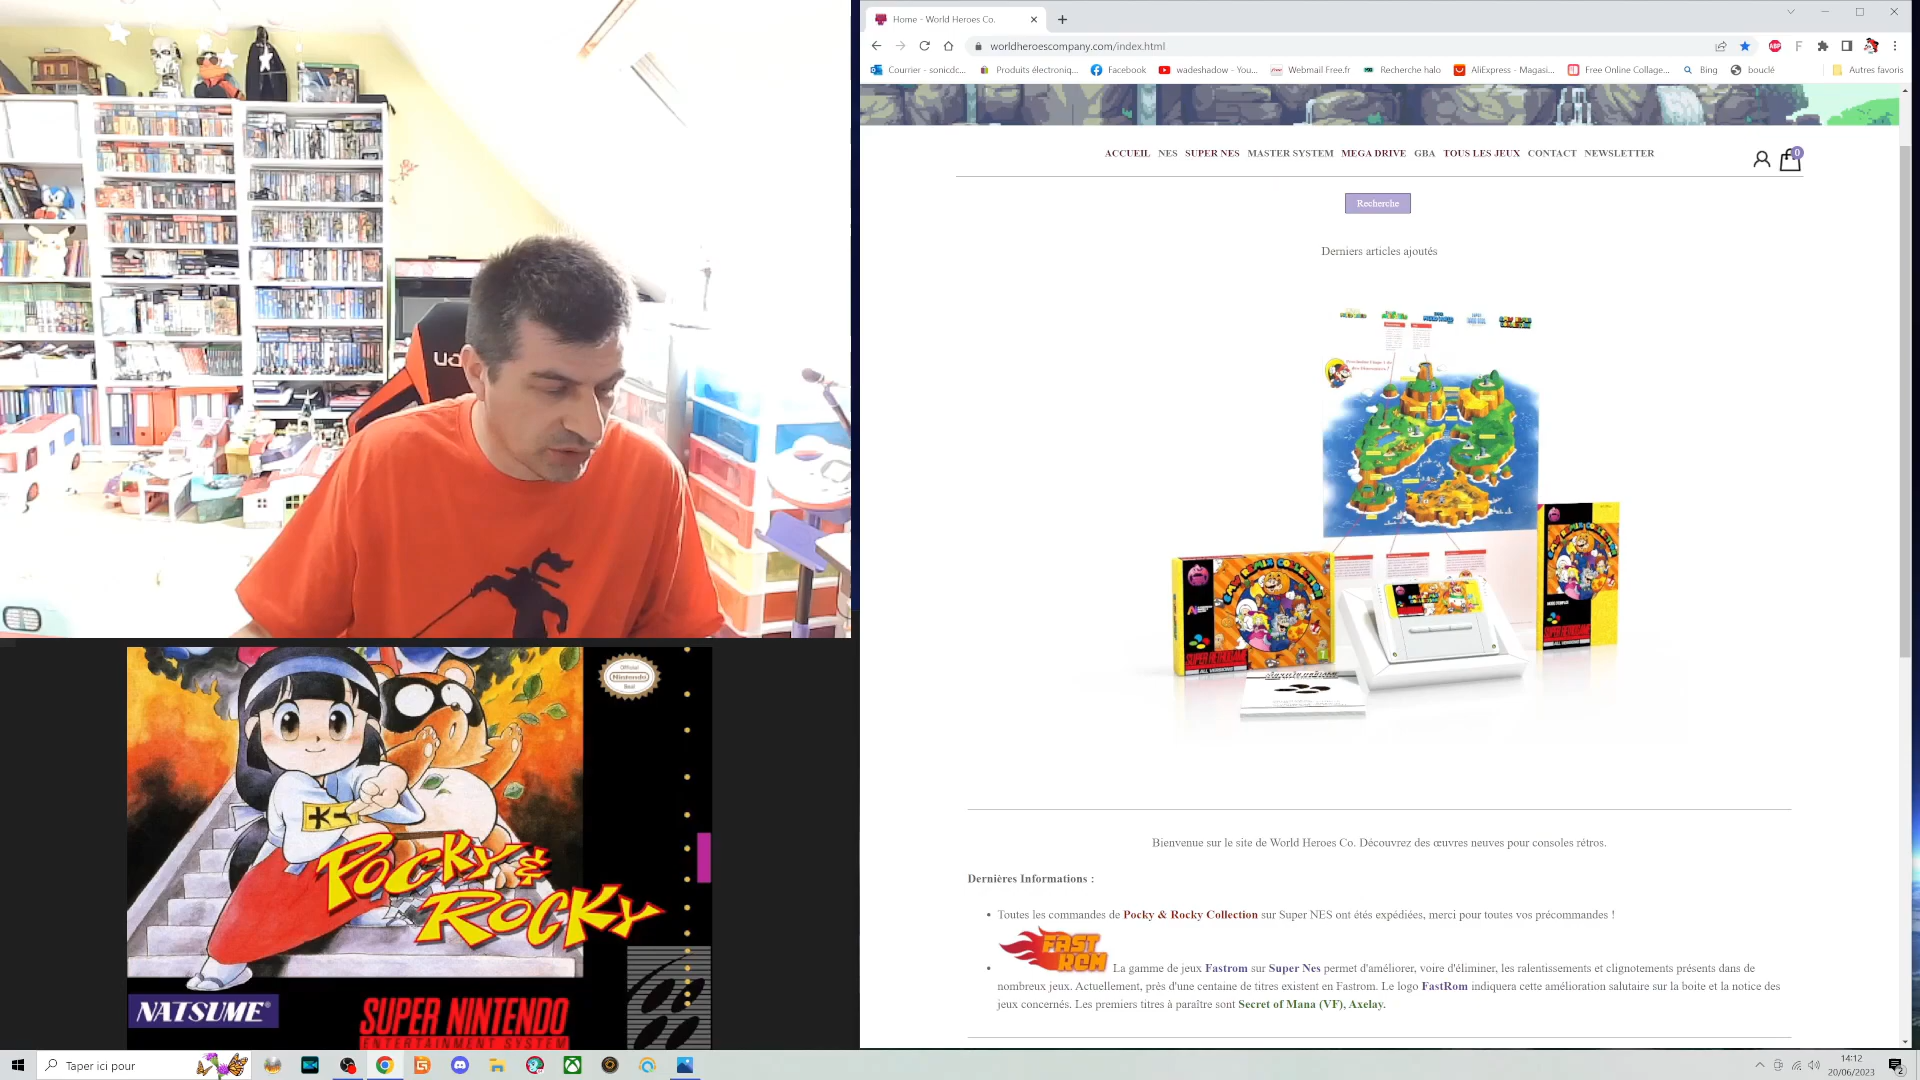 Home - World Heroes Co.
worldheroescompany.com/index.html
Courrier - sonicdc...
Produits électroniq...
Facebook
wadeshadow - You...
Webmail Free.fr
Recherche halo
AliExpress - Magasi...
Free Online Collage...
Bing
bouclé
Autres favoris
ACCUEIL NES SUPER NES MASTER SYSTEM MEGA DRIVE GBA TOUS LES JEUX CONTACT NEWSLETTER
0
Recherche
Derniers articles ajoutés
SMW REMIX COLLECTION
Bienvenue sur le site de World Heroes Co. Découvrez des œuvres neuves pour consoles rétros.
Dernières Informations :
Toutes les commandes de Pocky & Rocky Collection sur Super NES ont étés expédiées, merci pour toutes vos précommandes !
FAST ROM
La gamme de jeux Fastrom sur Super Nes permet d'améliorer, voire d'éliminer, les ralentissements et clignotements présents dans de
nombreux jeux. Actuellement, près d'une centaine de titres existent en Fastrom. Le logo FastRom indiquera cette amélioration salutaire sur la boite et la notice des
jeux concernés. Les premiers titres à paraître sont Secret of Mana (VF), Axelay.
Official
Nintendo
Seal
POCKY &
ROCKY
NATSUME
SUPER NINTENDO
ENTERTAINMENT SYSTEM
Taper ici pour
14:12
20/06/2023
2